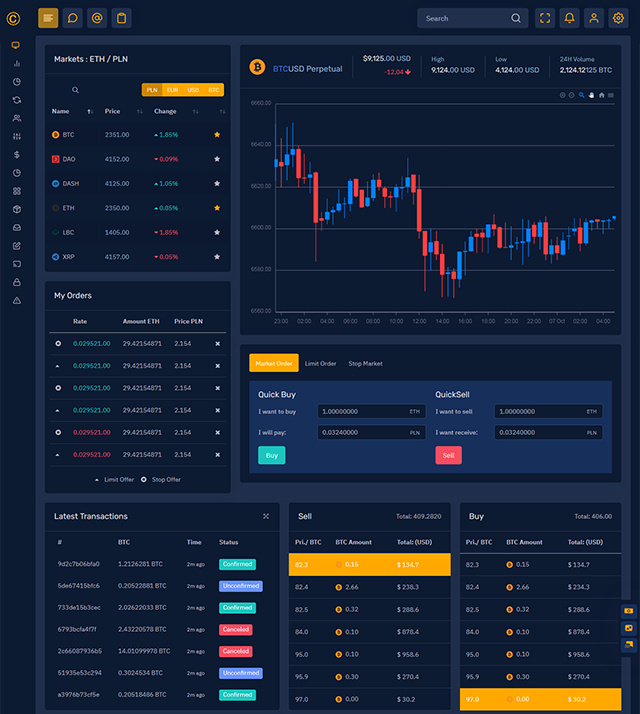 Search
Markets : ETH / PLN
PLN EUR USD BTC
Name Price Change
BTC 2351.00 1.85%
DAO 4152.00 0.09%
DASH 4125.00 1.05%
ETH 2350.00 0.85%
LBC 1405.00 1.85%
XRP 4157.00 0.05%
BTCUSD Perpetual
$9,125.00 USD
-12.04
High
9,124.00 USD
Low
4,124.00 USD
24H Volume
2,124.12125 BTC
6660.00
6640.00
6620.00
6600.00
6580.00
6560.00
23:00 02:00 04:00 06:00 08:00 10:00 12:00 14:00 16:00 18:00 20:00 22:00 07 Oct 02:00 04:00
My Orders
Rate Amount ETH Price PLN
0.029521.00 29.42154871 2.154
0.029521.00 29.42154871 2.154
0.029521.00 29.42154871 2.154
0.029521.00 29.42154871 2.154
0.029521.00 29.42154871 2.154
0.029521.00 29.42154871 2.154
Limit Offer Stop Offer
Market Order Limit Order Stop Market
Quick Buy
I want to buy 1.00000000 ETH
I will pay: 0.03240000 PLN
Buy
QuickSell
I want to sell 1.00000000 ETH
I want receive: 0.03240000 PLN
Sell
Latest Transactions
# BTC Time Status
9d2c7b06bfa0 1.2126281 BTC 2m ago Confirmed
5de67415bfc6 0.20522881 BTC 2m ago Unconfirmed
733de15b3cec 2.02622033 BTC 2m ago Confirmed
6793bcfa4f7f 2.43220578 BTC 2m ago Canceled
2c66087936b5 14.01099978 BTC 2m ago Canceled
51935e53c294 0.3024534 BTC 2m ago Unconfirmed
a3976b73cf5e 0.20518486 BTC 2m ago Confirmed
Sell Total: 409.2820
Pri./ BTC BTC Amount Total: (USD)
82.3 0.15 $ 134.7
82.4 2.66 $ 238.3
82.5 0.32 $ 288.6
84.0 0.10 $ 878.4
95.0 0.10 $ 958.6
95.9 0.30 $ 270.4
97.0 0.00 $ 30.2
Buy Total: 406.00
Pri./ BTC BTC Amount Total: (USD)
82.3 0.15 $ 134.7
82.4 2.66 $ 234.3
82.5 0.32 $ 288.6
84.0 0.10 $ 878.4
95.0 0.10 $ 958.6
95.9 0.30 $ 270.4
97.0 0.00 $ 30.2